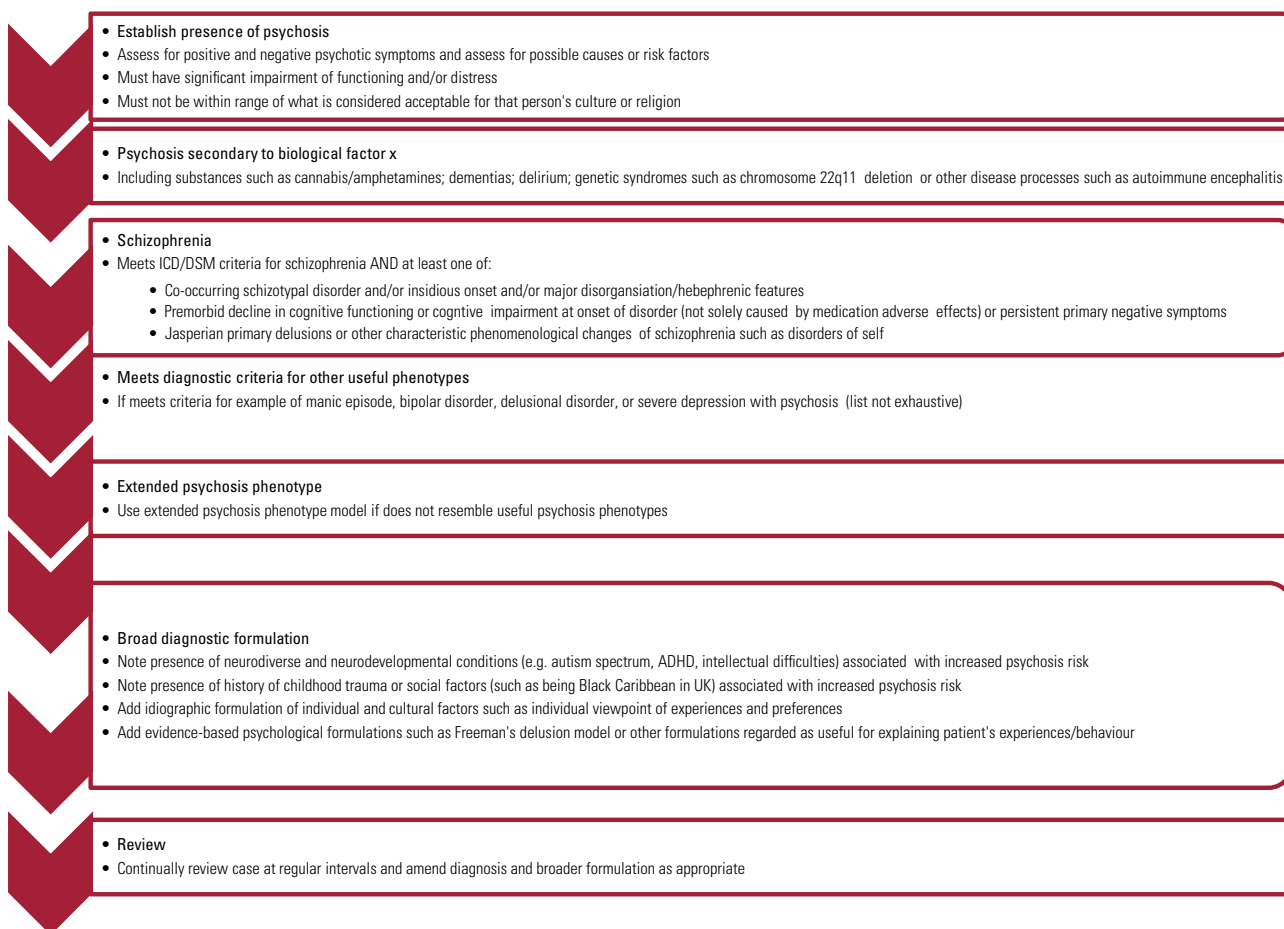 • Establish presence of psychosis
• Assess for positive and negative psychotic symptoms and assess for possible causes or risk factors
• Must have significant impairment of functioning and/or distress
• Must not be within range of what is considered acceptable for that person's culture or religion
• Psychosis secondary to biological factor x
• Including substances such as cannabis/amphetamines; dementias; delirium; genetic syndromes such as chromosome 22q11 deletion or other disease processes such as autoimmune encephalitis
• Schizophrenia
• Meets ICD/DSM criteria for schizophrenia AND at least one of:
• Co-occurring schizotypal disorder and/or insidious onset and/or major disorgansiation/hebephrenic features
• Premorbid decline in cognitive functioning or cogntive impairment at onset of disorder (not solely caused by medication adverse effects) or persistent primary negative symptoms
• Jasperian primary delusions or other characteristic phenomenological changes of schizophrenia such as disorders of self
• Meets diagnostic criteria for other useful phenotypes
• If meets criteria for example of manic episode, bipolar disorder, delusional disorder, or severe depression with psychosis (list not exhaustive)
• Extended psychosis phenotype
• Use extended psychosis phenotype model if does not resemble useful psychosis phenotypes
• Broad diagnostic formulation
• Note presence of neurodiverse and neurodevelopmental conditions (e.g. autism spectrum, ADHD, intellectual difficulties) associated with increased psychosis risk
• Note presence of history of childhood trauma or social factors (such as being Black Caribbean in UK) associated with increased psychosis risk
• Add idiographic formulation of individual and cultural factors such as individual viewpoint of experiences and preferences
• Add evidence-based psychological formulations such as Freeman's delusion model or other formulations regarded as useful for explaining patient's experiences/behaviour
• Review
• Continually review case at regular intervals and amend diagnosis and broader formulation as appropriate